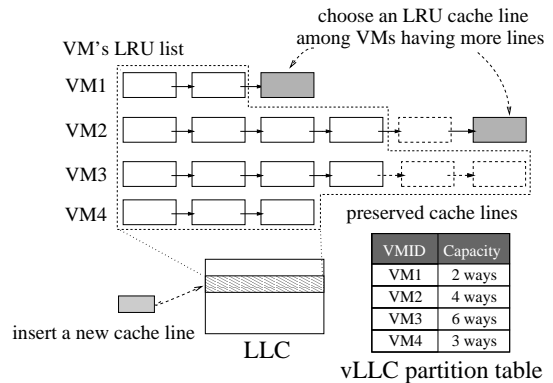 choose an LRU cache line
among VMs having more lines
VM's LRU list
VM1
VM2
VM3
VM4
preserved cache lines
insert a new cache line
LLC
VMID Capacity
VM1 2 ways
VM2 4 ways
VM3 6 ways
VM4 3 ways
vLLC partition table